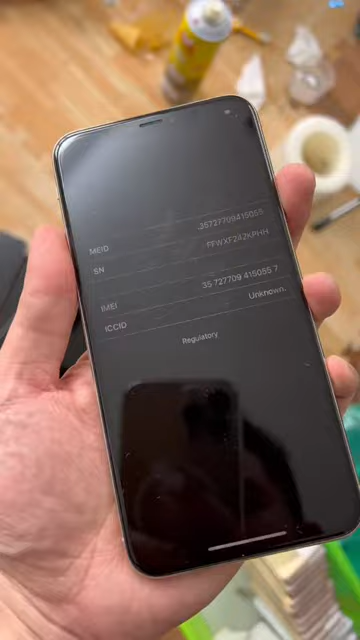 MEID 35727709415055
SN FFWXF242KPHH
IMEI 35 727709 415055 7
ICCID Unknown
Regulatory